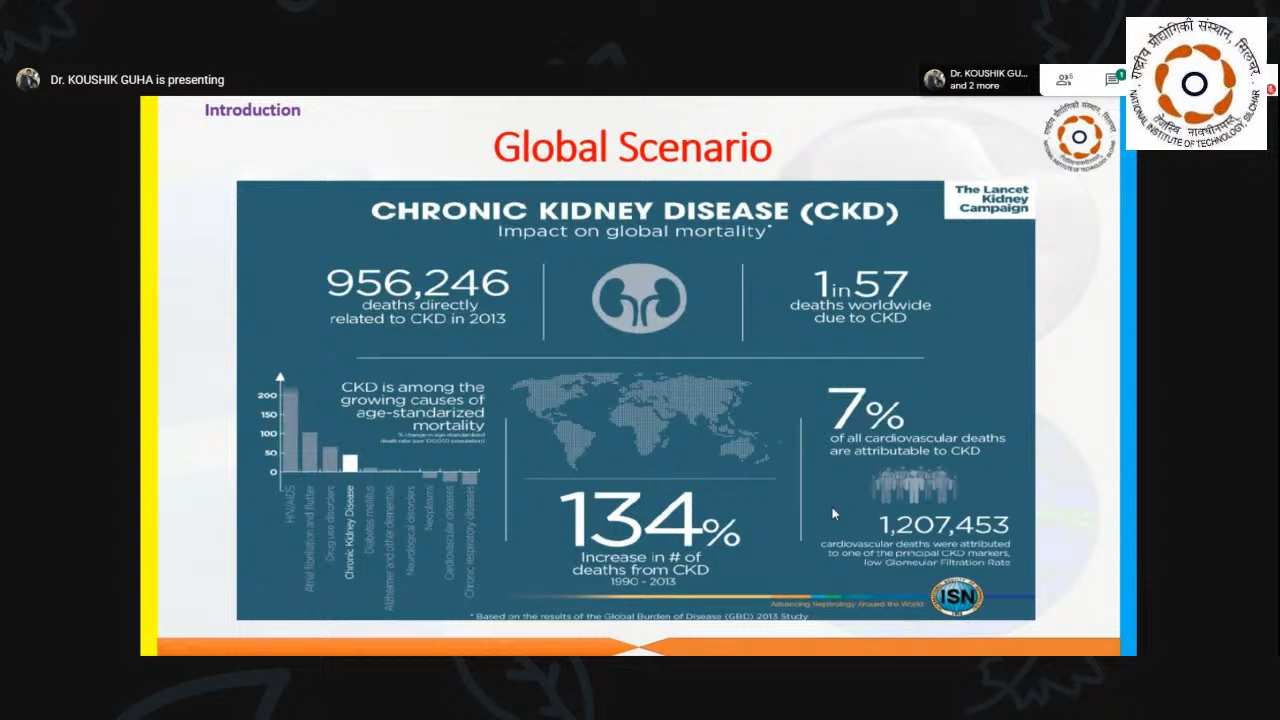 Dr. KOUSHIK GUHA is presenting
Dr. KOUSHIK GU...
and 2 more
5
1
राष्ट्रीय प्रौद्योगिकी संस्थान, सिलचर
NATIONAL INSTITUTE OF TECHNOLOGY, SILCHAR
Introduction
Global Scenario
The Lancet
Kidney
Campaign
CHRONIC KIDNEY DISEASE (CKD)
Impact on global mortality*
956,246
deaths directly
related to CKD in 2013
1 in 57
deaths worldwide
due to CKD
CKD is among the
growing causes of
age-standardized
mortality
% change in age-standardized
death rate (per 100,000 population)
200
150
100
50
0
HIV/AIDS
Atrial fibrillation and flutter
Drug use disorders
Chronic Kidney Disease
Diabetes mellitus
Alzheimer and other dementias
Neurological disorders
Neoplasms
Cardiovascular diseases
Chronic respiratory diseases
134%
Increase in # of
deaths from CKD
1990 - 2013
7%
of all cardiovascular deaths
are attributable to CKD
1,207,453
cardiovascular deaths were attributed
to one of the principal CKD markers,
low Glomerular Filtration Rate
ISN
Advancing Nephrology Around the World
* Based on the results of the Global Burden of Disease (GBD) 2013 Study